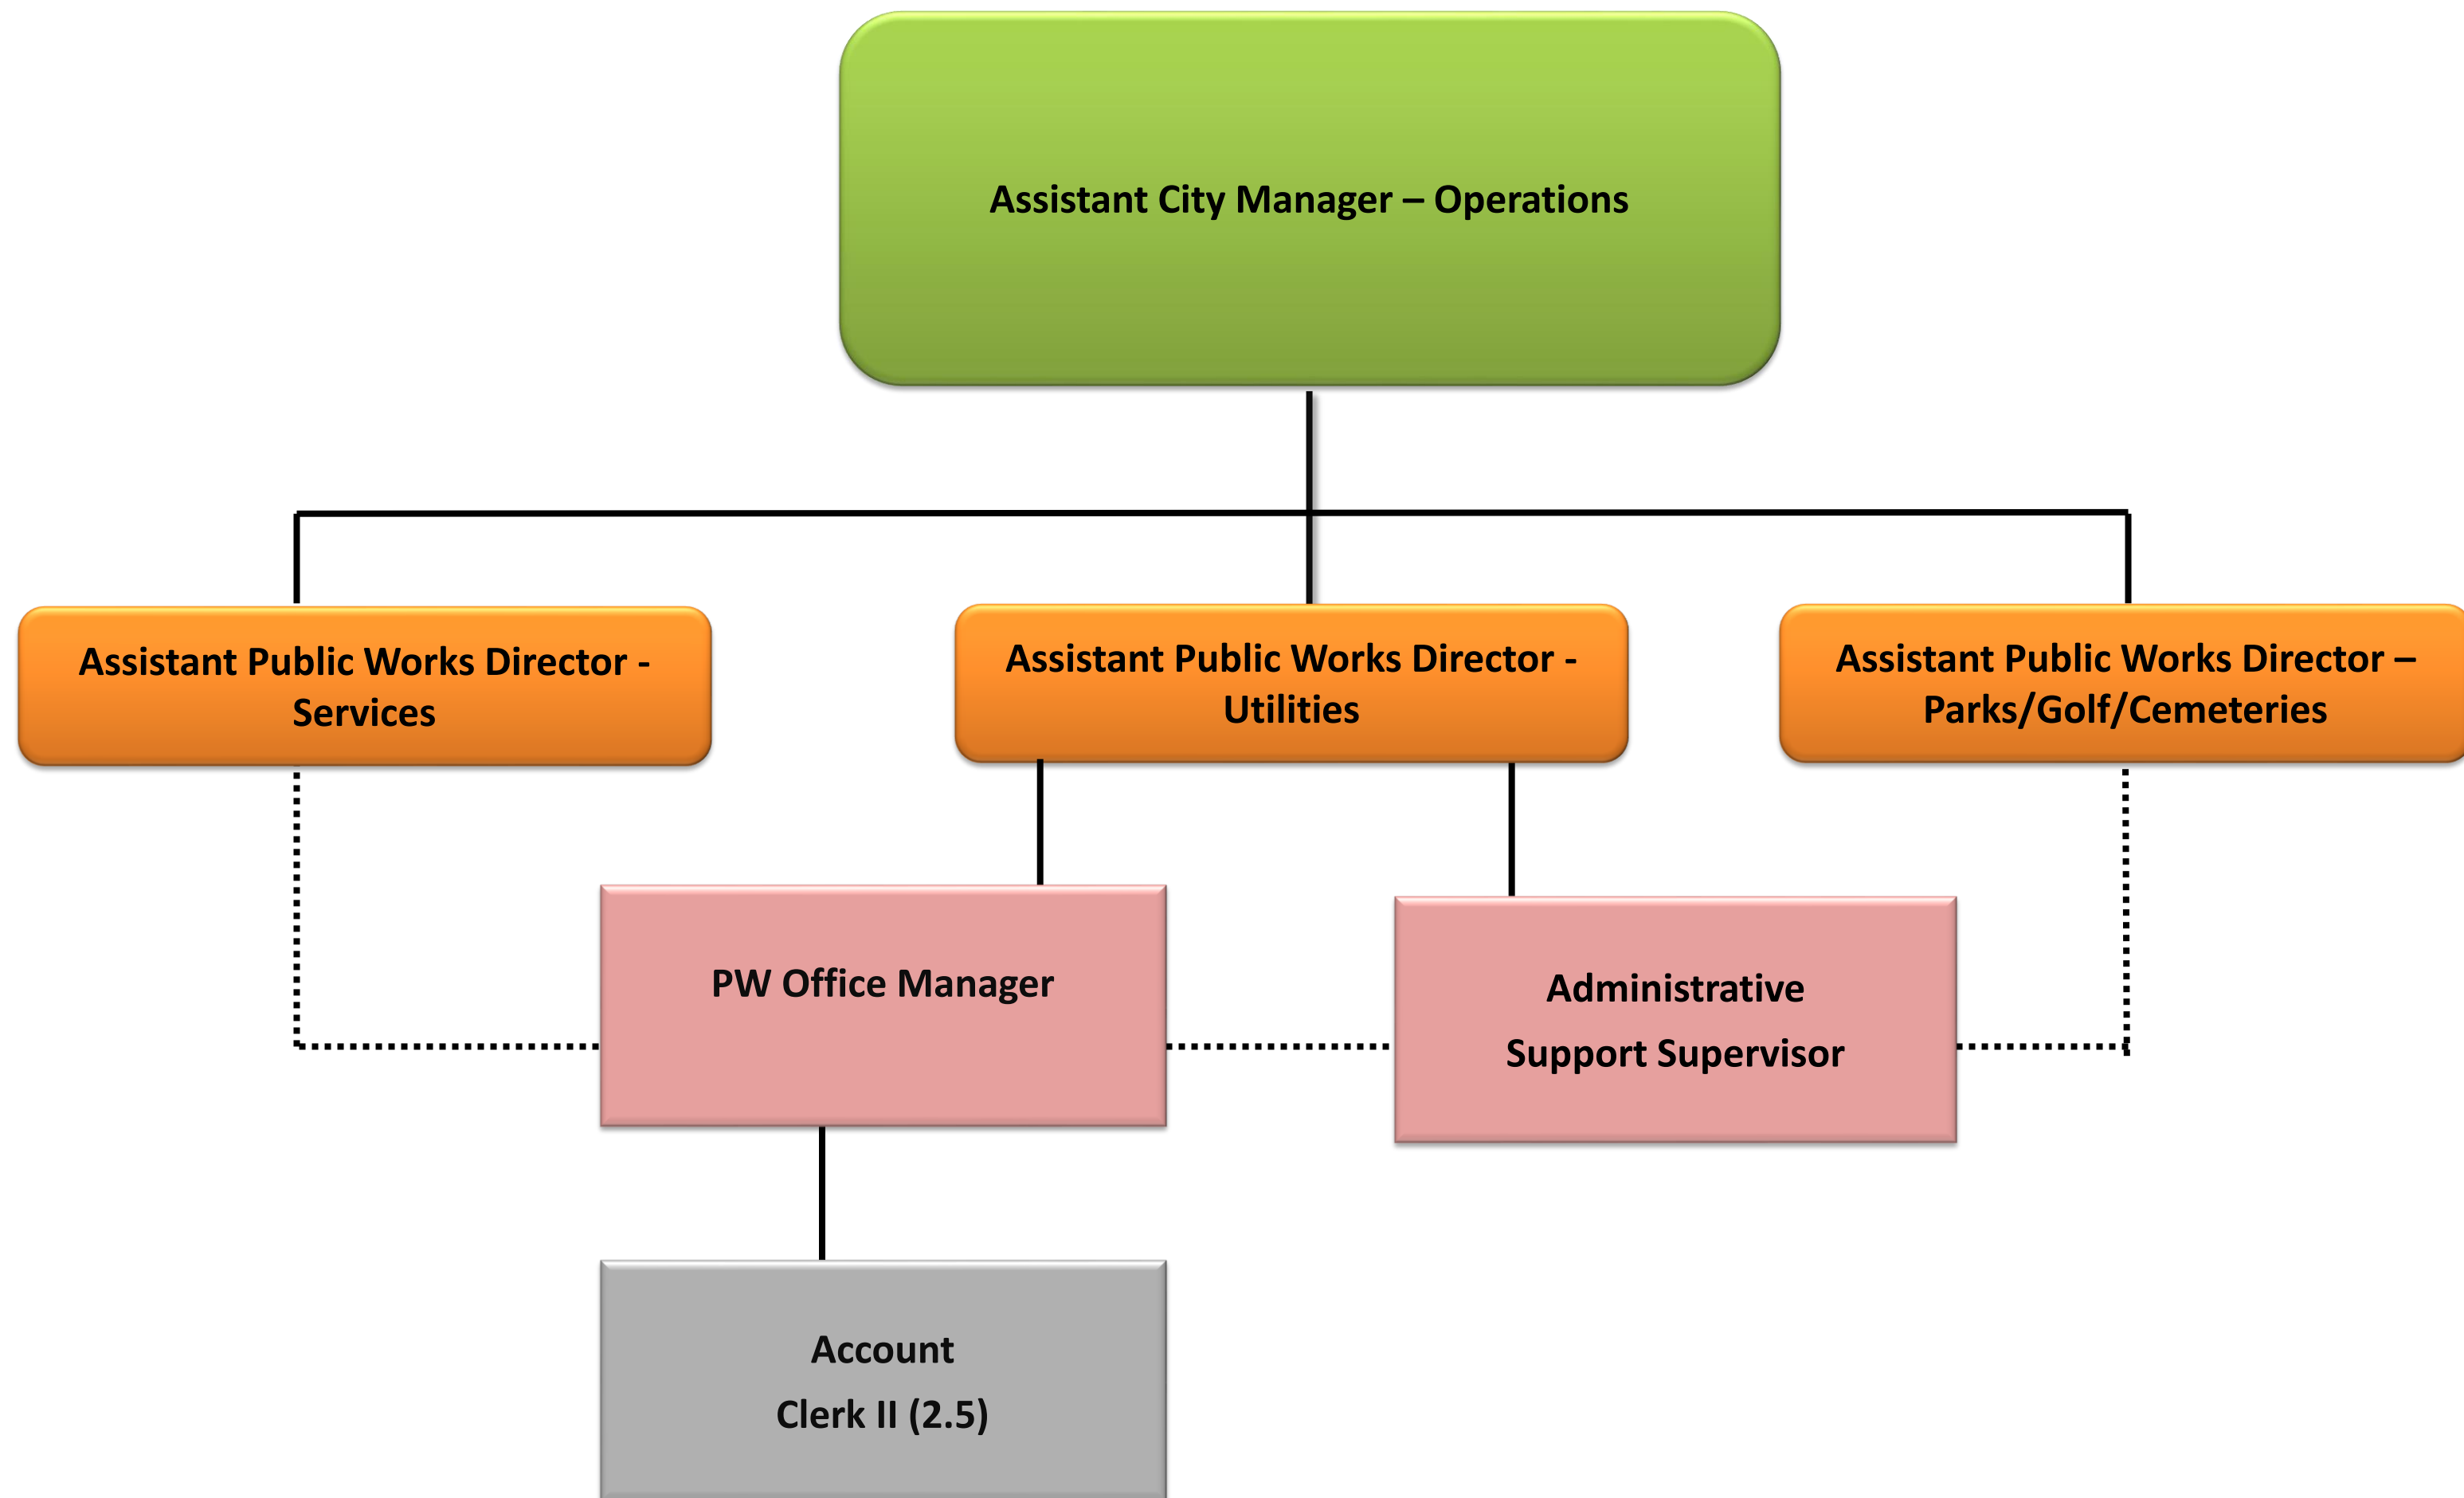 Assistant City Manager – Operations
Assistant Public Works Director -
Services
Assistant Public Works Director -
Utilities
Assistant Public Works Director –
Parks/Golf/Cemeteries
PW Office Manager
Administrative
Support Supervisor
Account
Clerk II (2.5)